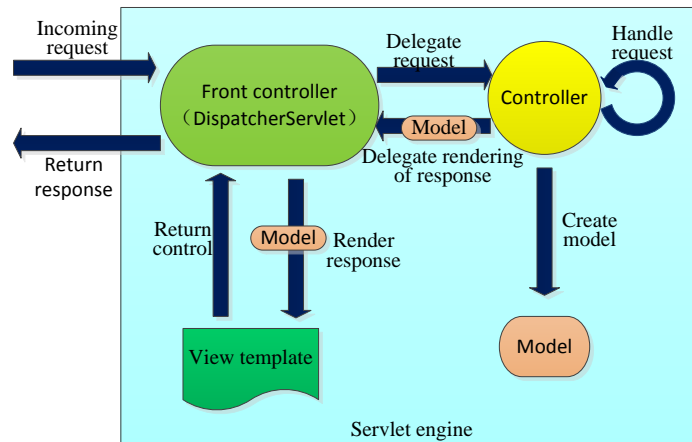 Incoming
request
Delegate
request
Handle
request
Front controller
（DispatcherServlet）
Controller
Model
Return
response
Delegate rendering
of response
Return
control
Model
Render
response
Create
model
View template
Model
Servlet engine